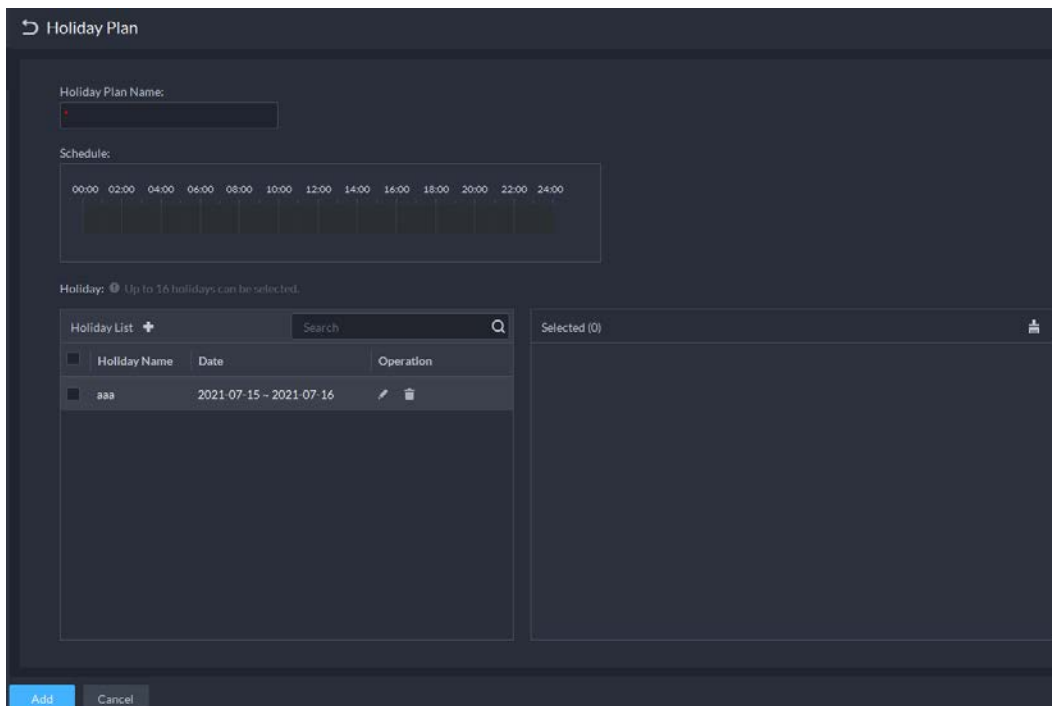 Holiday Plan
Holiday Plan Name:
*
Schedule:
00:00 02:00 04:00 06:00 08:00 10:00 12:00 14:00 16:00 18:00 20:00 22:00 24:00
Holiday: Up to 16 holidays can be selected.
Holiday List Search Selected (0)
Holiday Name Date Operation
aaa 2021-07-15 ~ 2021-07-16
Add Cancel